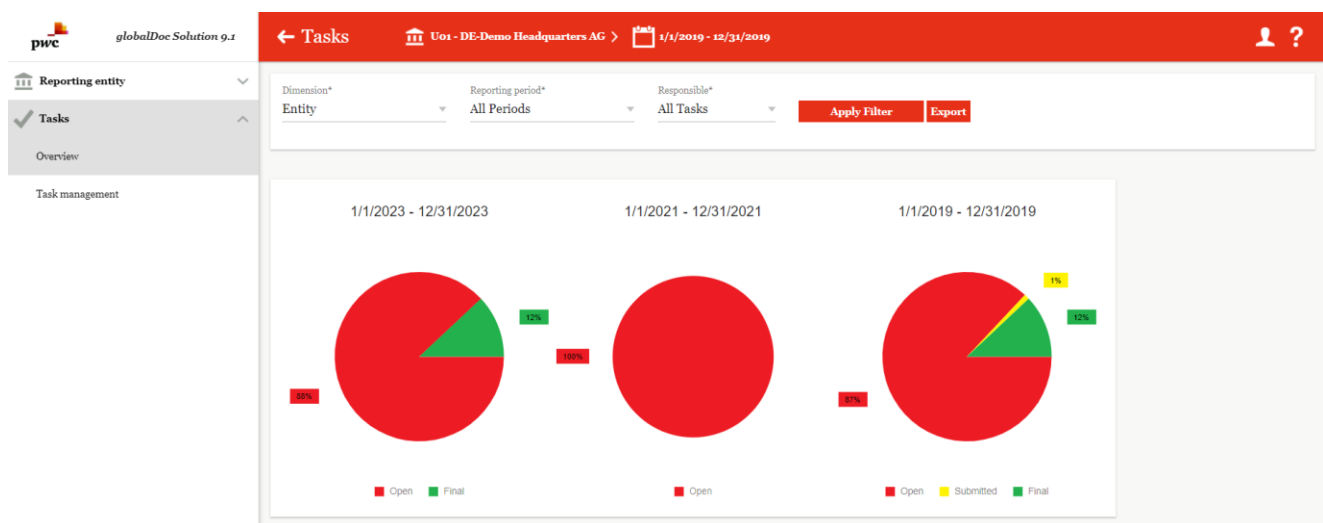 pwc
globalDoc Solution 9.1
Reporting entity
Tasks
Overview
Task management
Tasks
U01 - DE-Demo Headquarters AG >
1/1/2019 - 12/31/2019
?
Dimension*
Entity
Reporting period*
All Periods
Responsible*
All Tasks
Apply Filter
Export
1/1/2023 - 12/31/2023
12%
88%
Open
Final
1/1/2021 - 12/31/2021
100%
Open
1/1/2019 - 12/31/2019
1%
12%
87%
Open
Submitted
Final